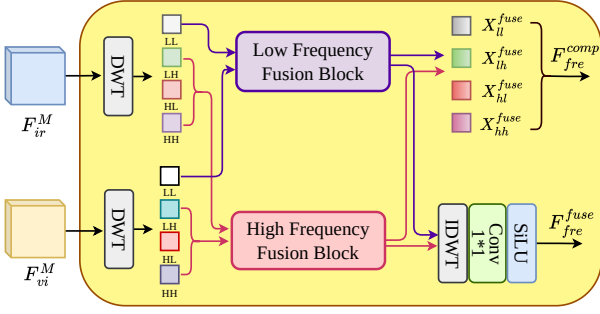 F_{ir}^{M}
DWT
LL
LH
HL
HH
Low Frequency
Fusion Block
X_{ll}^{fuse}
X_{lh}^{fuse}
X_{hl}^{fuse}
X_{hh}^{fuse}
F_{fre}^{comp}
F_{vi}^{M}
DWT
LL
LH
HL
HH
High Frequency
Fusion Block
IDWT
Conv
1*1
SiLU
F_{fre}^{fuse}